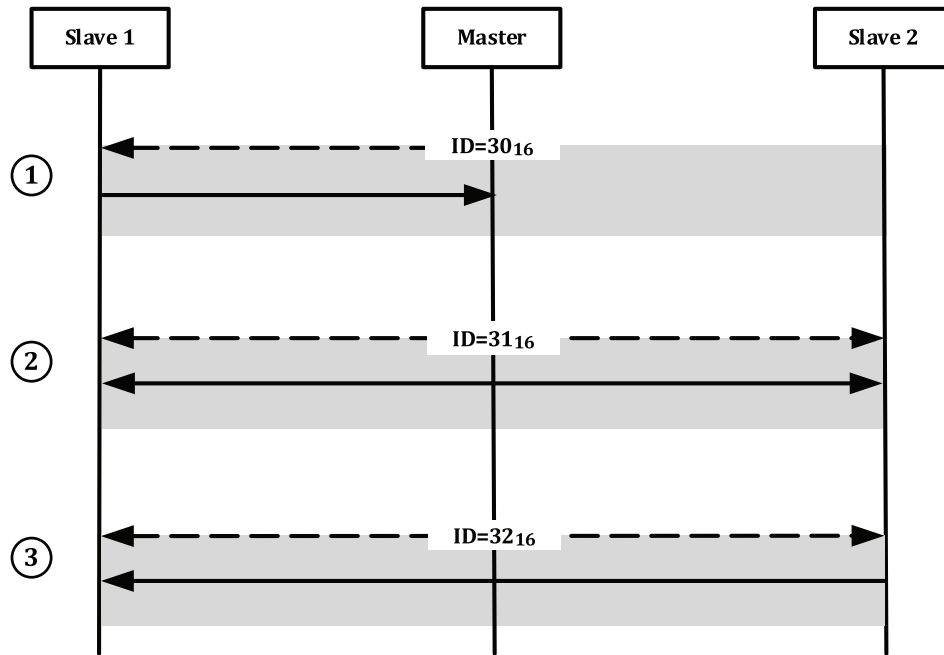 Slave 1
Master
Slave 2
ID=30₁₆
1
ID=31₁₆
2
ID=32₁₆
3